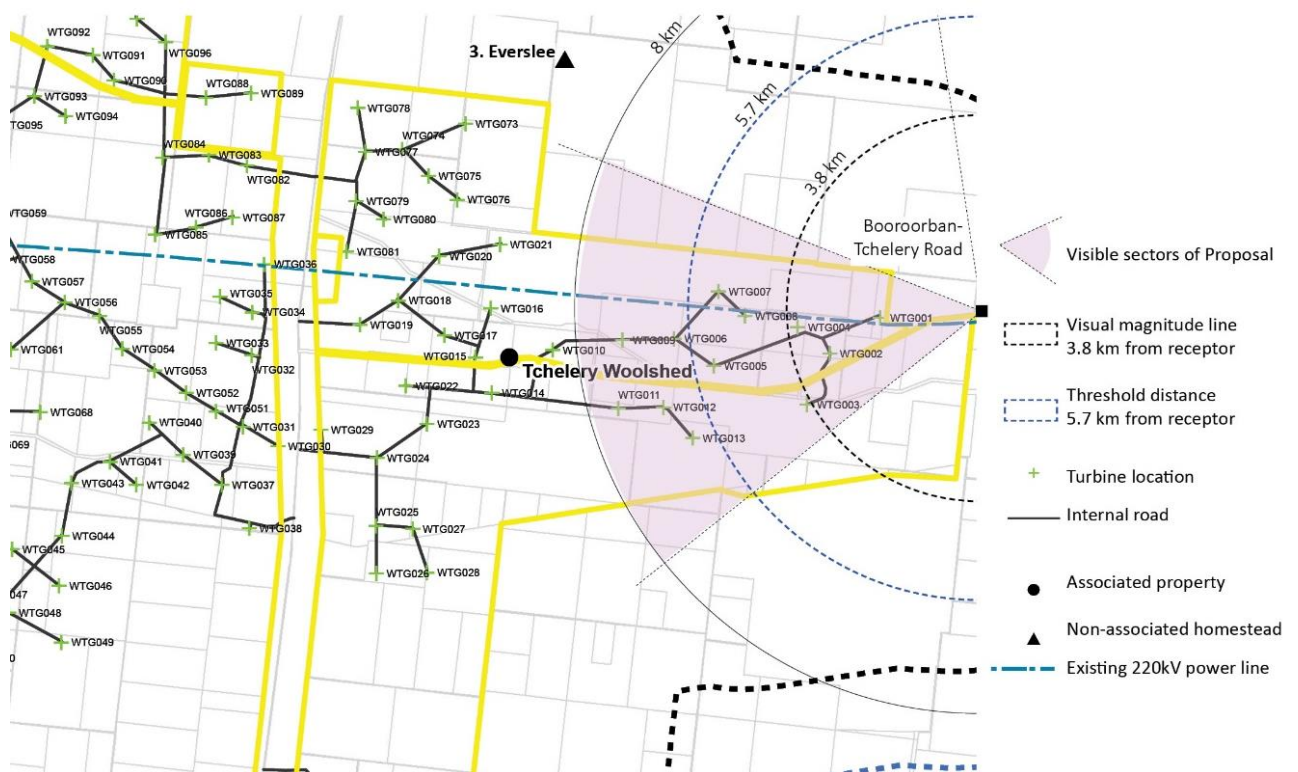 WTG092
WTG091
WTG096
WTG090
WTG088
WTG089
WTG093
WTG094
TG095
3. Everslee
8 km
5.7 km
3.8 km
WTG078
WTG074
WTG073
WTG077
WTG075
WTG076
WTG079
WTG080
WTG081
WTG084
WTG083
WTG082
WTG059
WTG086
WTG087
WTG085
WTG058
WTG036
WTG021
WTG020
WTG057
WTG056
WTG035
WTG034
WTG018
WTG016
WTG019
WTG017
WTG055
WTG061
WTG054
WTG033
WTG032
WTG015
WTG010
Tchelery Woolshed
WTG053
WTG052
WTG051
WTG022
WTG014
WTG068
WTG040
WTG031
WTG029
WTG023
069
WTG039
WTG030
WTG024
WTG041
WTG043
WTG042
WTG037
WTG038
WTG025
WTG027
WTG044
WTG045
WTG026
WTG028
WTG046
047
WTG048
WTG049
0
Booroorban-
Tchelery Road
WTG007
WTG008
WTG001
WTG004
WTG009
WTG006
WTG002
WTG005
WTG011
WTG012
WTG003
WTG013
Visible sectors of Proposal
Visual magnitude line
3.8 km from receptor
Threshold distance
5.7 km from receptor
Turbine location
Internal road
Associated property
Non-associated homestead
Existing 220kV power line